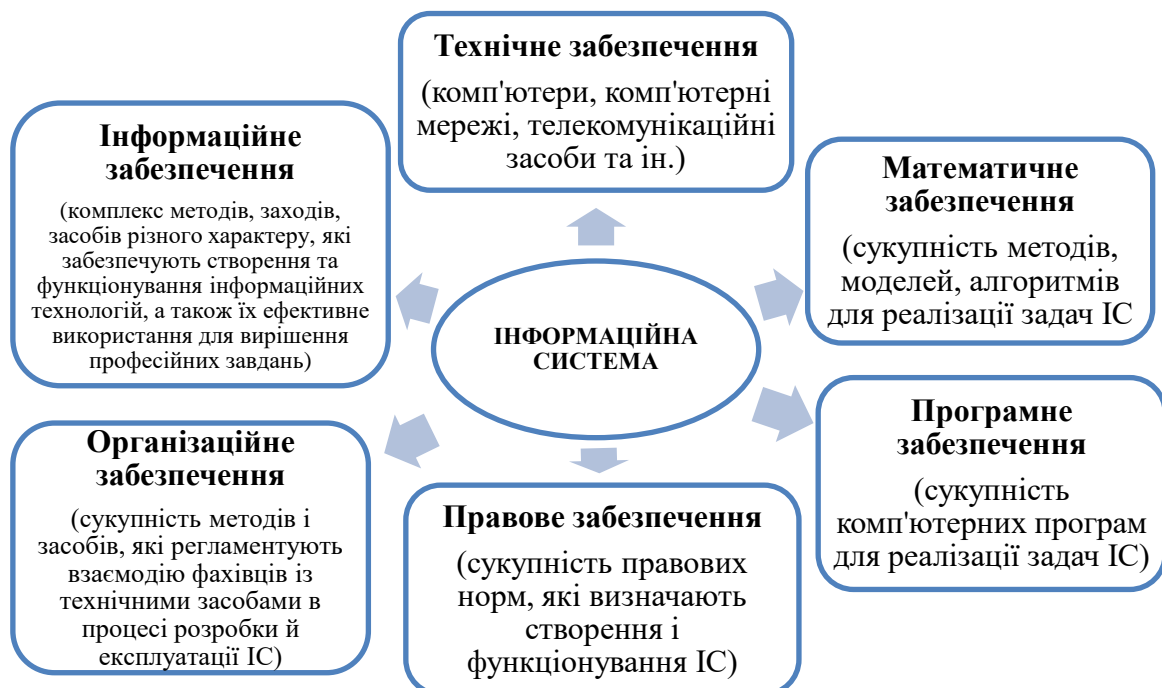 Технічне забезпечення
(комп'ютери, комп'ютерні
мережі, телекомунікаційні
засоби та ін.)
Інформаційне
забезпечення
(комплекс методів, заходів,
засобів різного характеру, які
забезпечують створення та
функціонування інформаційних
технологій, а також їх ефективне
використання для вирішення
професійних завдань)
Математичне
забезпечення
(сукупність методів,
моделей, алгоритмів
для реалізації задач ІС
ІНФОРМАЦІЙНА
СИСТЕМА
Організаційне
забезпечення
(сукупність методів і
засобів, які регламентують
взаємодію фахівців із
технічними засобами в
процесі розробки й
експлуатації ІС)
Правове забезпечення
(сукупність правових
норм, які визначають
створення і
функціонування ІС)
Програмне
забезпечення
(сукупність
комп'ютерних програм
для реалізації задач ІС)